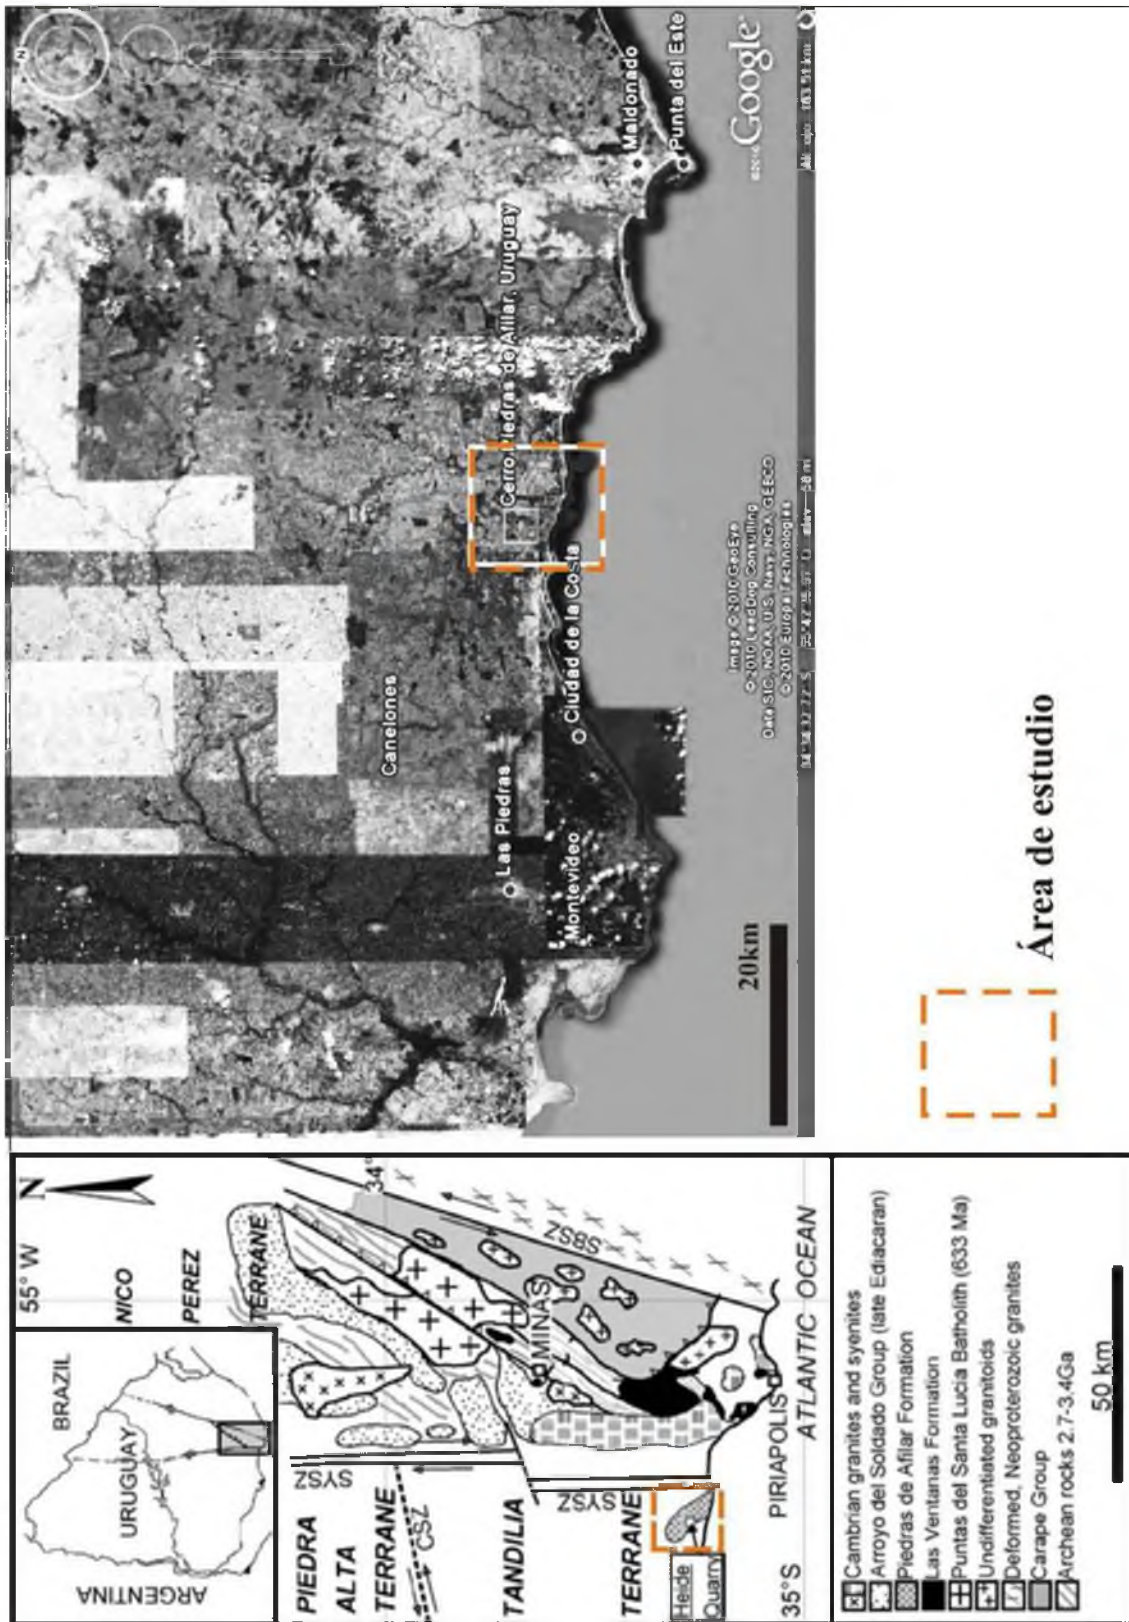 N
55° W
BRAZIL
URUGUAY
ARGENTINA
NICO
PEREZ
TERRANE
34°
SYSZ
PIEDRA
ALTA
TERRANE
CSZ
MINAS
SBSZ
TANDILIA
SYSZ
TERRANE
Heide
Quarry
PIRIAPOLIS
35°S
ATLANTIC OCEAN
Cambrian granites and syenites
Arroyo del Soldado Group (late Ediacaran)
Piedras de Afilar Formation
Las Ventanas Formation
Puntas del Santa Lucia Batholith (633 Ma)
Undifferentiated granitoids
Deformed, Neoproterozoic granites
Carape Group
Archean rocks 2.7-3.4Ga
50 km
N
Canelones
Las Piedras
Montevideo
Ciudad de la Costa
Cerro Piedras de Afilar, Uruguay
Maldonado
Punta del Este
20km
Image © 2010 GeoEye
© 2010 LeadDog Consulting
Data SIO, NOAA, U.S. Navy, NGA, GEBCO
© 2010 Europa Technologies
©2010 Google
Área de estudio